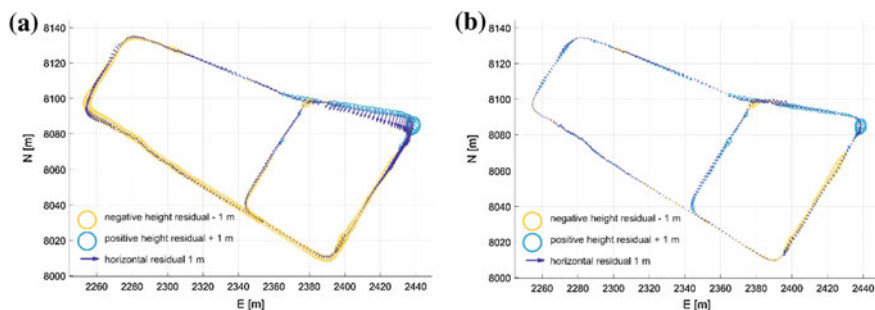 (a)
N [m]
8140
8120
8100
8080
8060
8040
8020
8000
negative height residual - 1 m
positive height residual + 1 m
horizontal residual 1 m
2260 2280 2300 2320 2340 2360 2380 2400 2420 2440
E [m]
(b)
N [m]
8140
8120
8100
8080
8060
8040
8020
8000
negative height residual - 1 m
positive height residual + 1 m
horizontal residual 1 m
2260 2280 2300 2320 2340 2360 2380 2400 2420 2440
E [m]